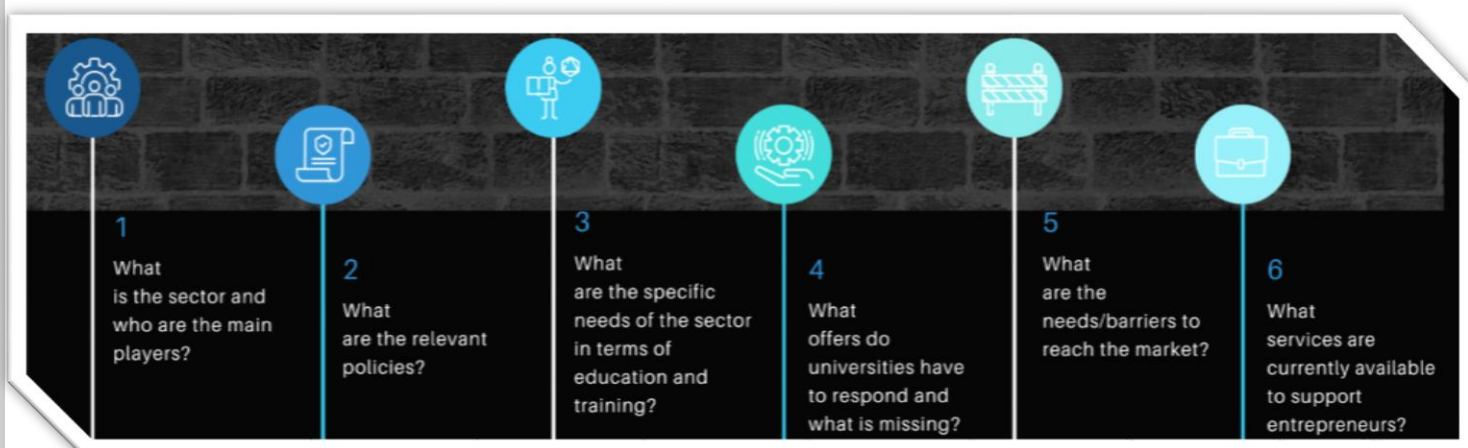 1
What
is the sector and
who are the main
players?
2
What
are the relevant
policies?
3
What
are the specific
needs of the sector
in terms of
education and
training?
4
What
offers do
universities have
to respond and
what is missing?
5
What
are the
needs/barriers to
reach the market?
6
What
services are
currently available
to support
entrepreneurs?